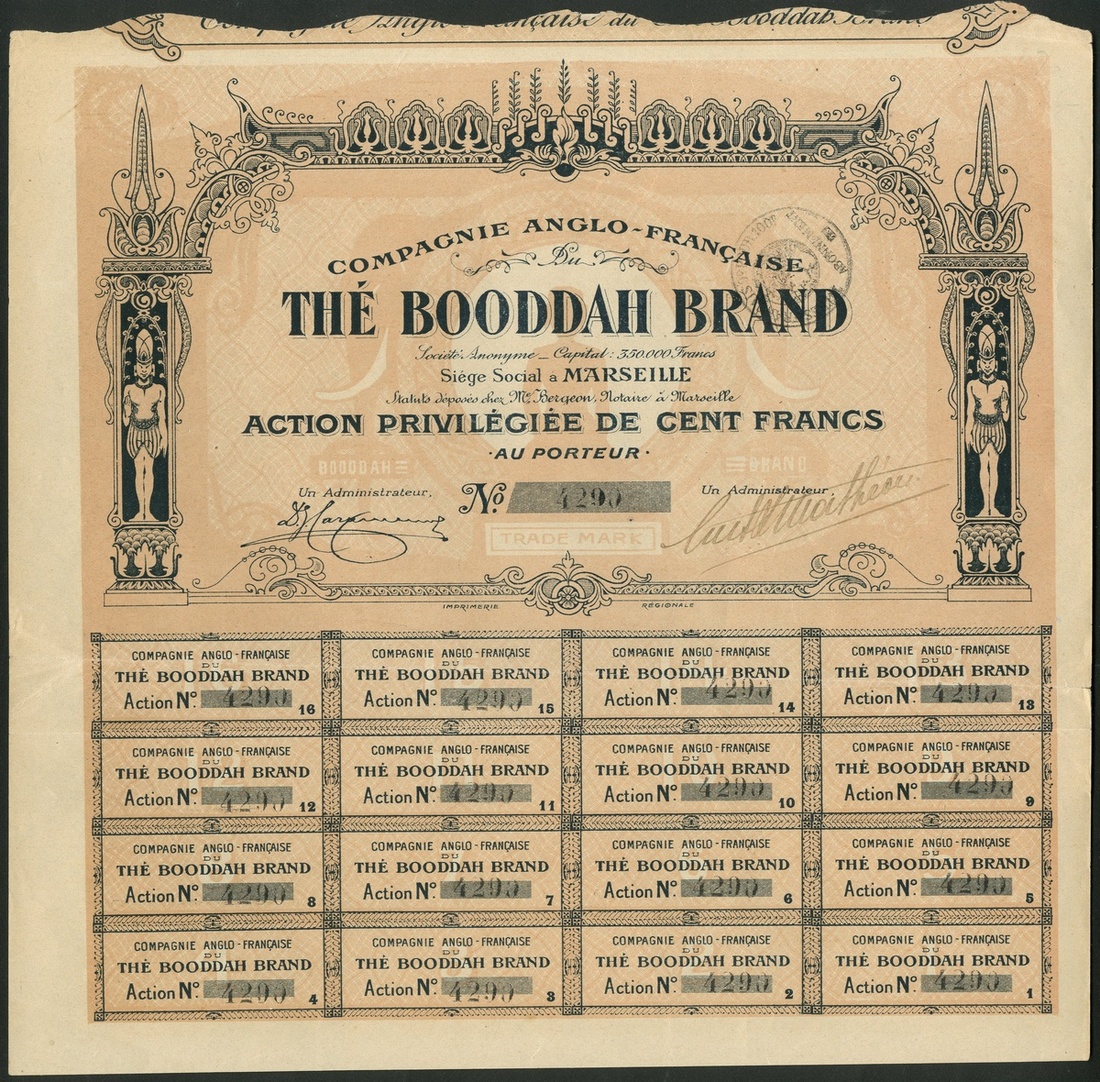 Compagnie Anglo-Française du Thé Booddah Brand
COMPAGNIE ANGLO-FRANÇAISE
Du
THÉ BOODDAH BRAND
Société Anonyme _ Capital: 350.000 Francs
Siége Social a MARSEILLE
Statuts déposés chez Me Bergeon, Notaire à Marseille
ACTION PRIVILÉGIÉE DE CENT FRANCS
·AU PORTEUR·
BOODDAH BRAND
Un Administrateur, No. 4290 Un Administrateur,
TRADE MARK
IMPRIMERIE RÉGIONALE
COMPAGNIE ANGLO-FRANÇAISE
DU
THÉ BOODDAH BRAND
Action No. 4290 16
COMPAGNIE ANGLO-FRANÇAISE
DU
THÉ BOODDAH BRAND
Action No. 4290 15
COMPAGNIE ANGLO-FRANÇAISE
DU
THÉ BOODDAH BRAND
Action No. 4290 14
COMPAGNIE ANGLO-FRANÇAISE
DU
THÉ BOODDAH BRAND
Action No. 4290 13
COMPAGNIE ANGLO-FRANÇAISE
DU
THÉ BOODDAH BRAND
Action No. 4290 12
COMPAGNIE ANGLO-FRANÇAISE
DU
THÉ BOODDAH BRAND
Action No. 4290 11
COMPAGNIE ANGLO-FRANÇAISE
DU
THÉ BOODDAH BRAND
Action No. 4290 10
COMPAGNIE ANGLO-FRANÇAISE
DU
THÉ BOODDAH BRAND
Action No. 4290 9
COMPAGNIE ANGLO-FRANÇAISE
DU
THÉ BOODDAH BRAND
Action No. 4290 8
COMPAGNIE ANGLO-FRANÇAISE
DU
THÉ BOODDAH BRAND
Action No. 4290 7
COMPAGNIE ANGLO-FRANÇAISE
DU
THÉ BOODDAH BRAND
Action No. 4290 6
COMPAGNIE ANGLO-FRANÇAISE
DU
THÉ BOODDAH BRAND
Action No. 4290 5
COMPAGNIE ANGLO-FRANÇAISE
DU
THÉ BOODDAH BRAND
Action No. 4290 4
COMPAGNIE ANGLO-FRANÇAISE
DU
THÉ BOODDAH BRAND
Action No. 4290 3
COMPAGNIE ANGLO-FRANÇAISE
DU
THÉ BOODDAH BRAND
Action No. 4290 2
COMPAGNIE ANGLO-FRANÇAISE
DU
THÉ BOODDAH BRAND
Action No. 4290 1